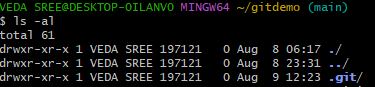 VEDA SREE@DESKTOP-OILANVO MINGW64 ~/gitdemo (main)
$ ls -al
total 61
drwxr-xr-x 1 VEDA SREE 197121 0 Aug 8 06:17 ./
drwxr-xr-x 1 VEDA SREE 197121 0 Aug 8 23:31 ../
drwxr-xr-x 1 VEDA SREE 197121 0 Aug 9 12:23 .git/